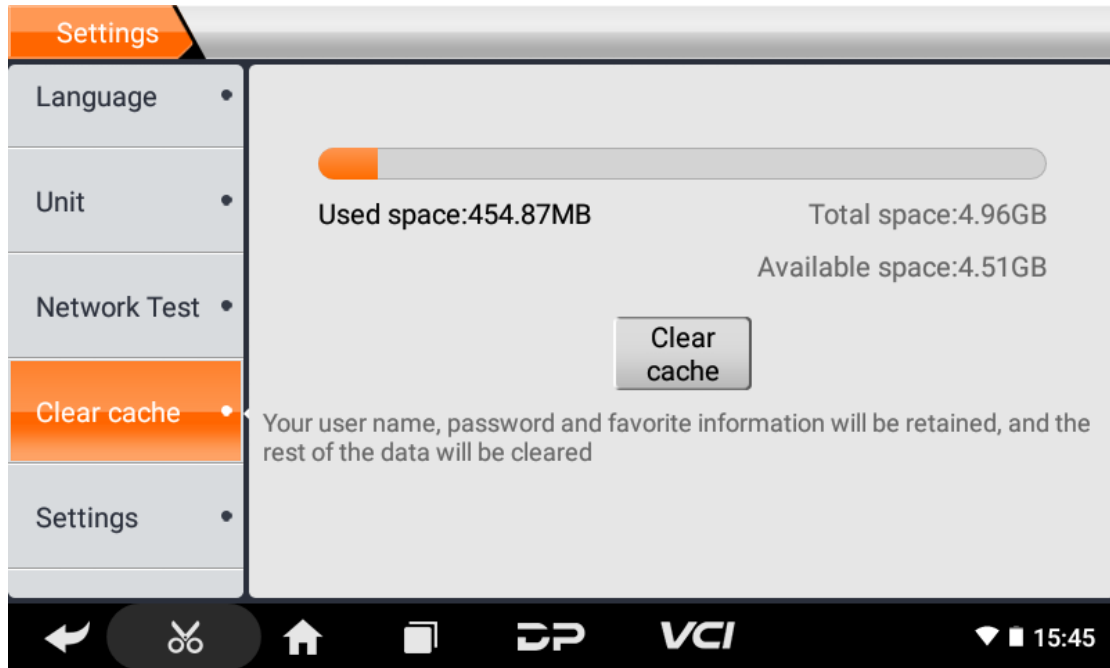 Settings
Language
Unit
Network Test
Clear cache
Settings
Used space:454.87MB
Total space:4.96GB
Available space:4.51GB
Clear
cache
Your user name, password and favorite information will be retained, and the
rest of the data will be cleared
DP
VCI
15:45